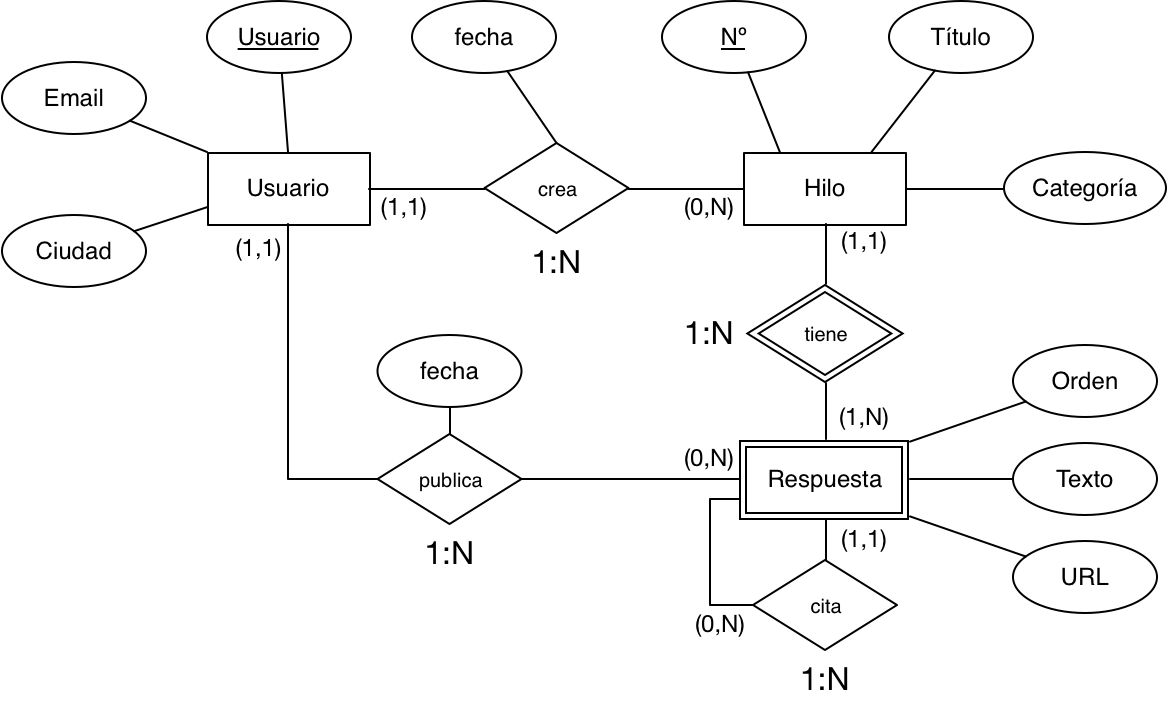 Usuario
fecha
Nº
Título
Email
Usuario
crea
Hilo
Categoría
(1,1)
(0,N)
Ciudad
(1,1)
(1,1)
1:N
1:N
tiene
fecha
Orden
(1,N)
(0,N)
publica
Respuesta
Texto
1:N
(1,1)
URL
cita
(0,N)
1:N